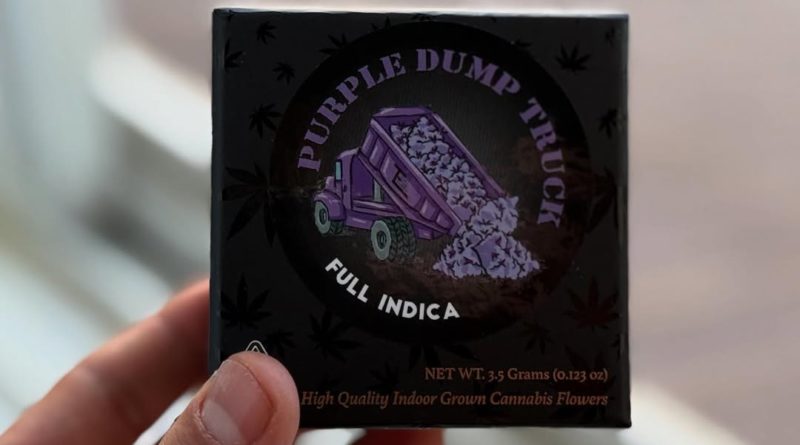 PURPLE DUMP TRUCK
FULL INDICA
NET WT. 3.5 Grams (0.123 oz)
High Quality Indoor Grown Cannabis Flowers